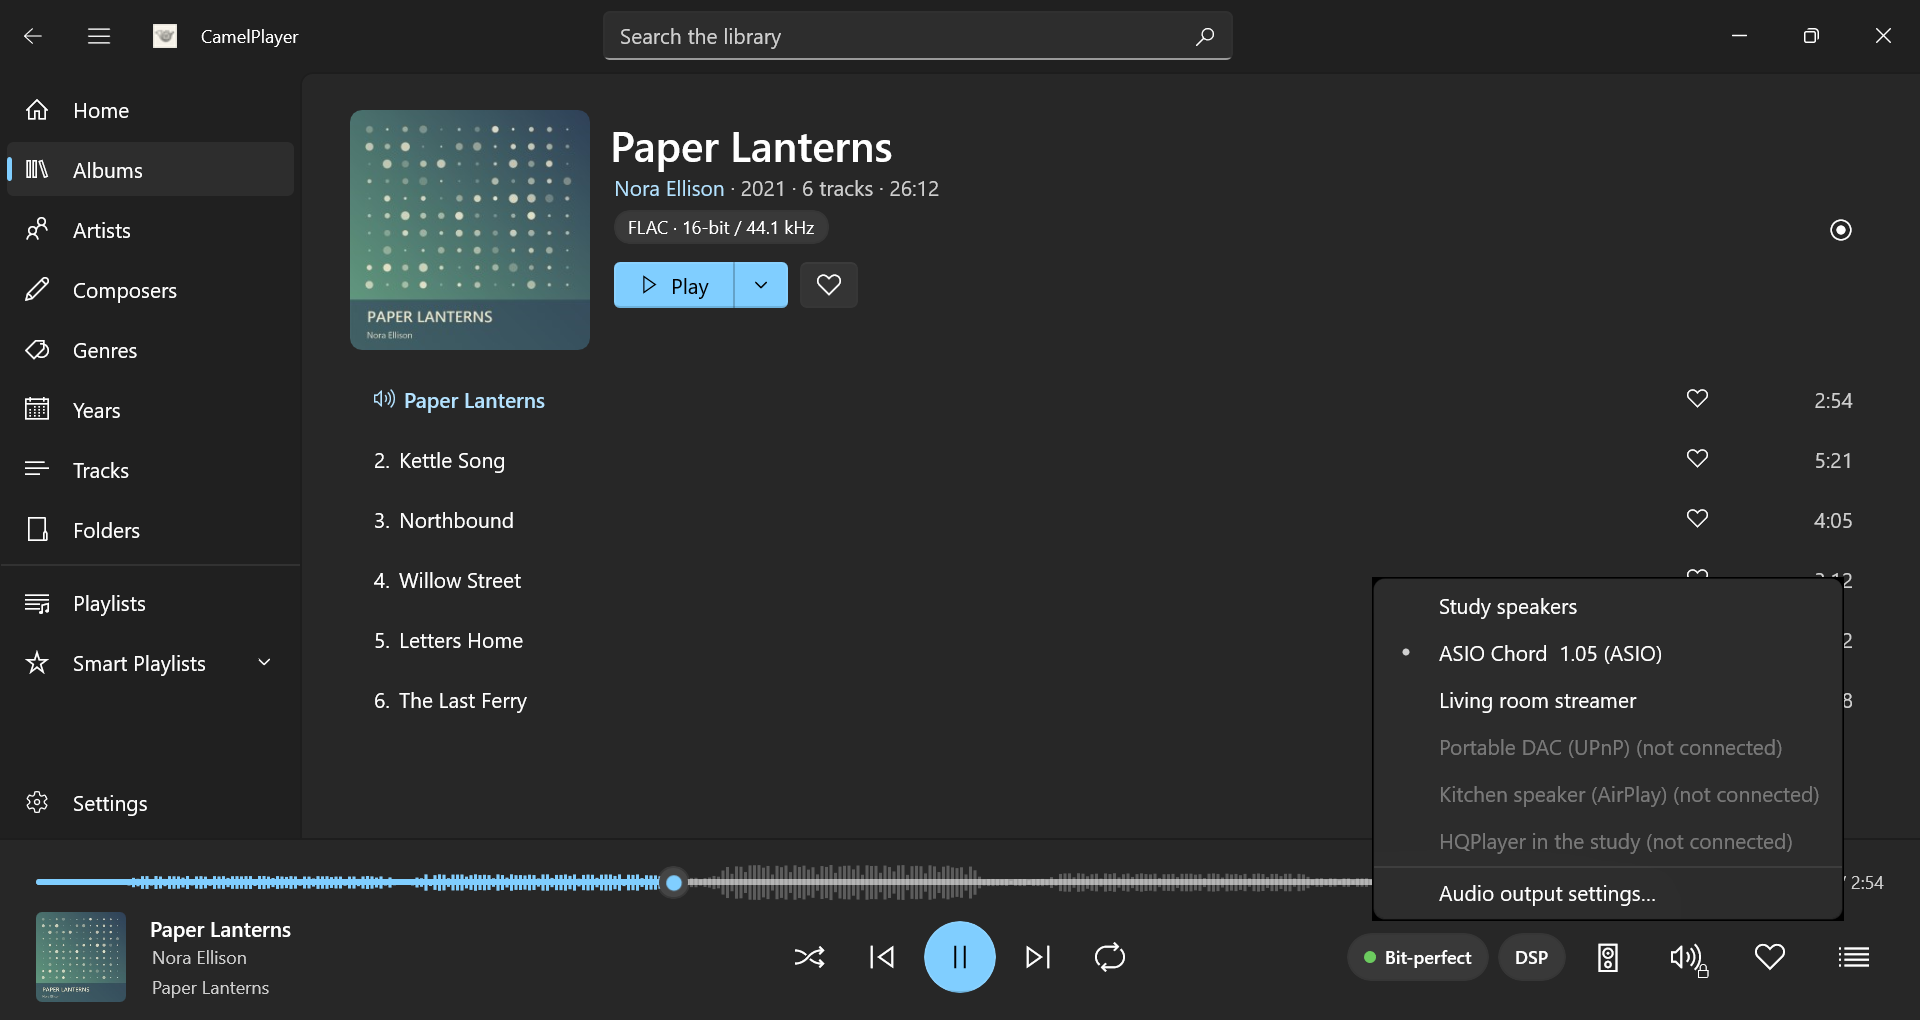 CamelPlayer
Search the library
Home
Albums
Artists
Composers
Genres
Years
Tracks
Folders
Playlists
Smart Playlists
Settings
PAPER LANTERNS
Nora Ellison
Paper Lanterns
Nora Ellison · 2021 · 6 tracks · 26:12
FLAC · 16-bit / 44.1 kHz
Play
Paper Lanterns 2:54
2. Kettle Song 5:21
3. Northbound 4:05
4. Willow Street
5. Letters Home
6. The Last Ferry
Study speakers
ASIO Chord 1.05 (ASIO)
Living room streamer
Portable DAC (UPnP) (not connected)
Kitchen speaker (AirPlay) (not connected)
HQPlayer in the study (not connected)
Audio output settings...
/ 2:54
PAPER LANTERNS
Paper Lanterns
Nora Ellison
Paper Lanterns
Bit-perfect
DSP